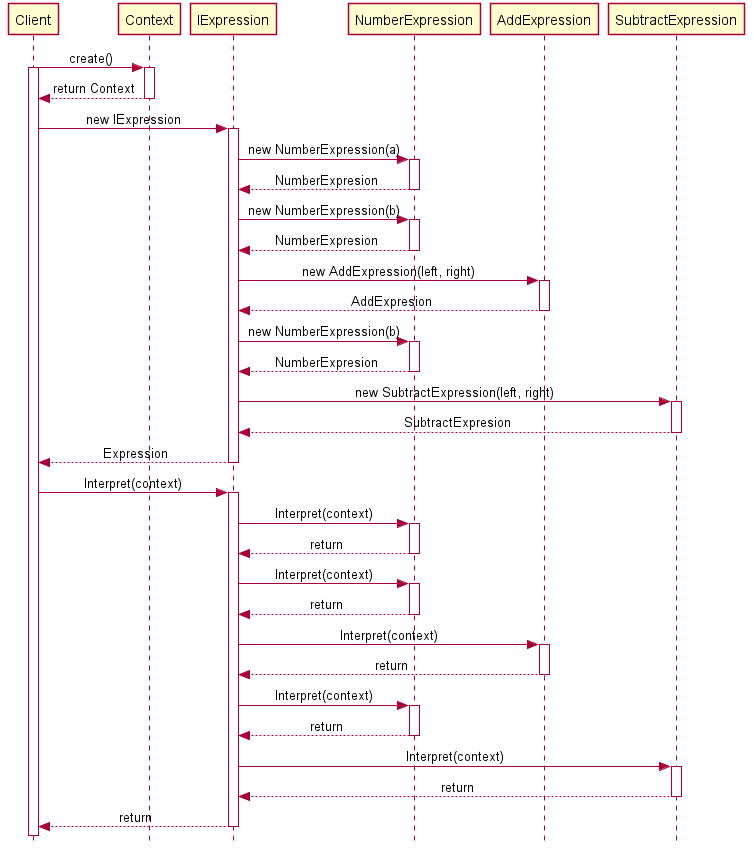 Client
Context
IExpression
NumberExpression
AddExpression
SubtractExpression
create()
return Context
new IExpression
new NumberExpression(a)
NumberExpresion
new NumberExpression(b)
NumberExpresion
new AddExpression(left, right)
AddExpresion
new NumberExpression(b)
NumberExpresion
new SubtractExpression(left, right)
SubtractExpresion
Expression
Interpret(context)
Interpret(context)
return
Interpret(context)
return
Interpret(context)
return
Interpret(context)
return
Interpret(context)
return
return